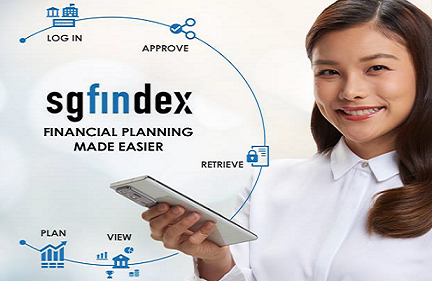 LOG IN
APPROVE
sgfindex
FINANCIAL PLANNING
MADE EASIER
RETRIEVE
PLAN
VIEW